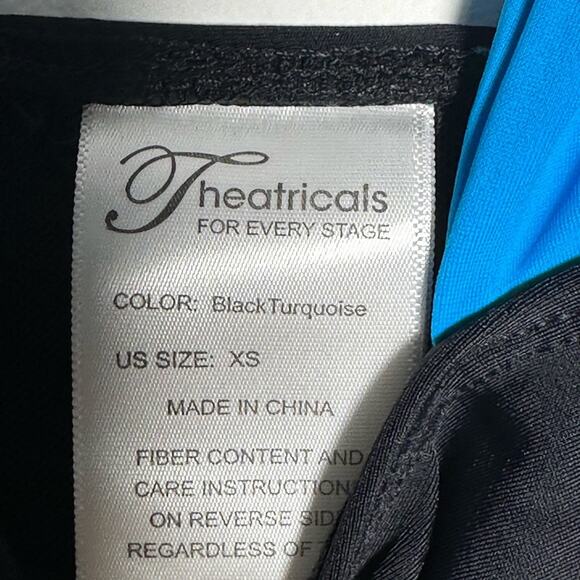 Theatricals
FOR EVERY STAGE
COLOR: BlackTurquoise
US SIZE: XS
MADE IN CHINA
FIBER CONTENT AND
CARE INSTRUCTION
ON REVERSE SIDE
REGARDLESS OF